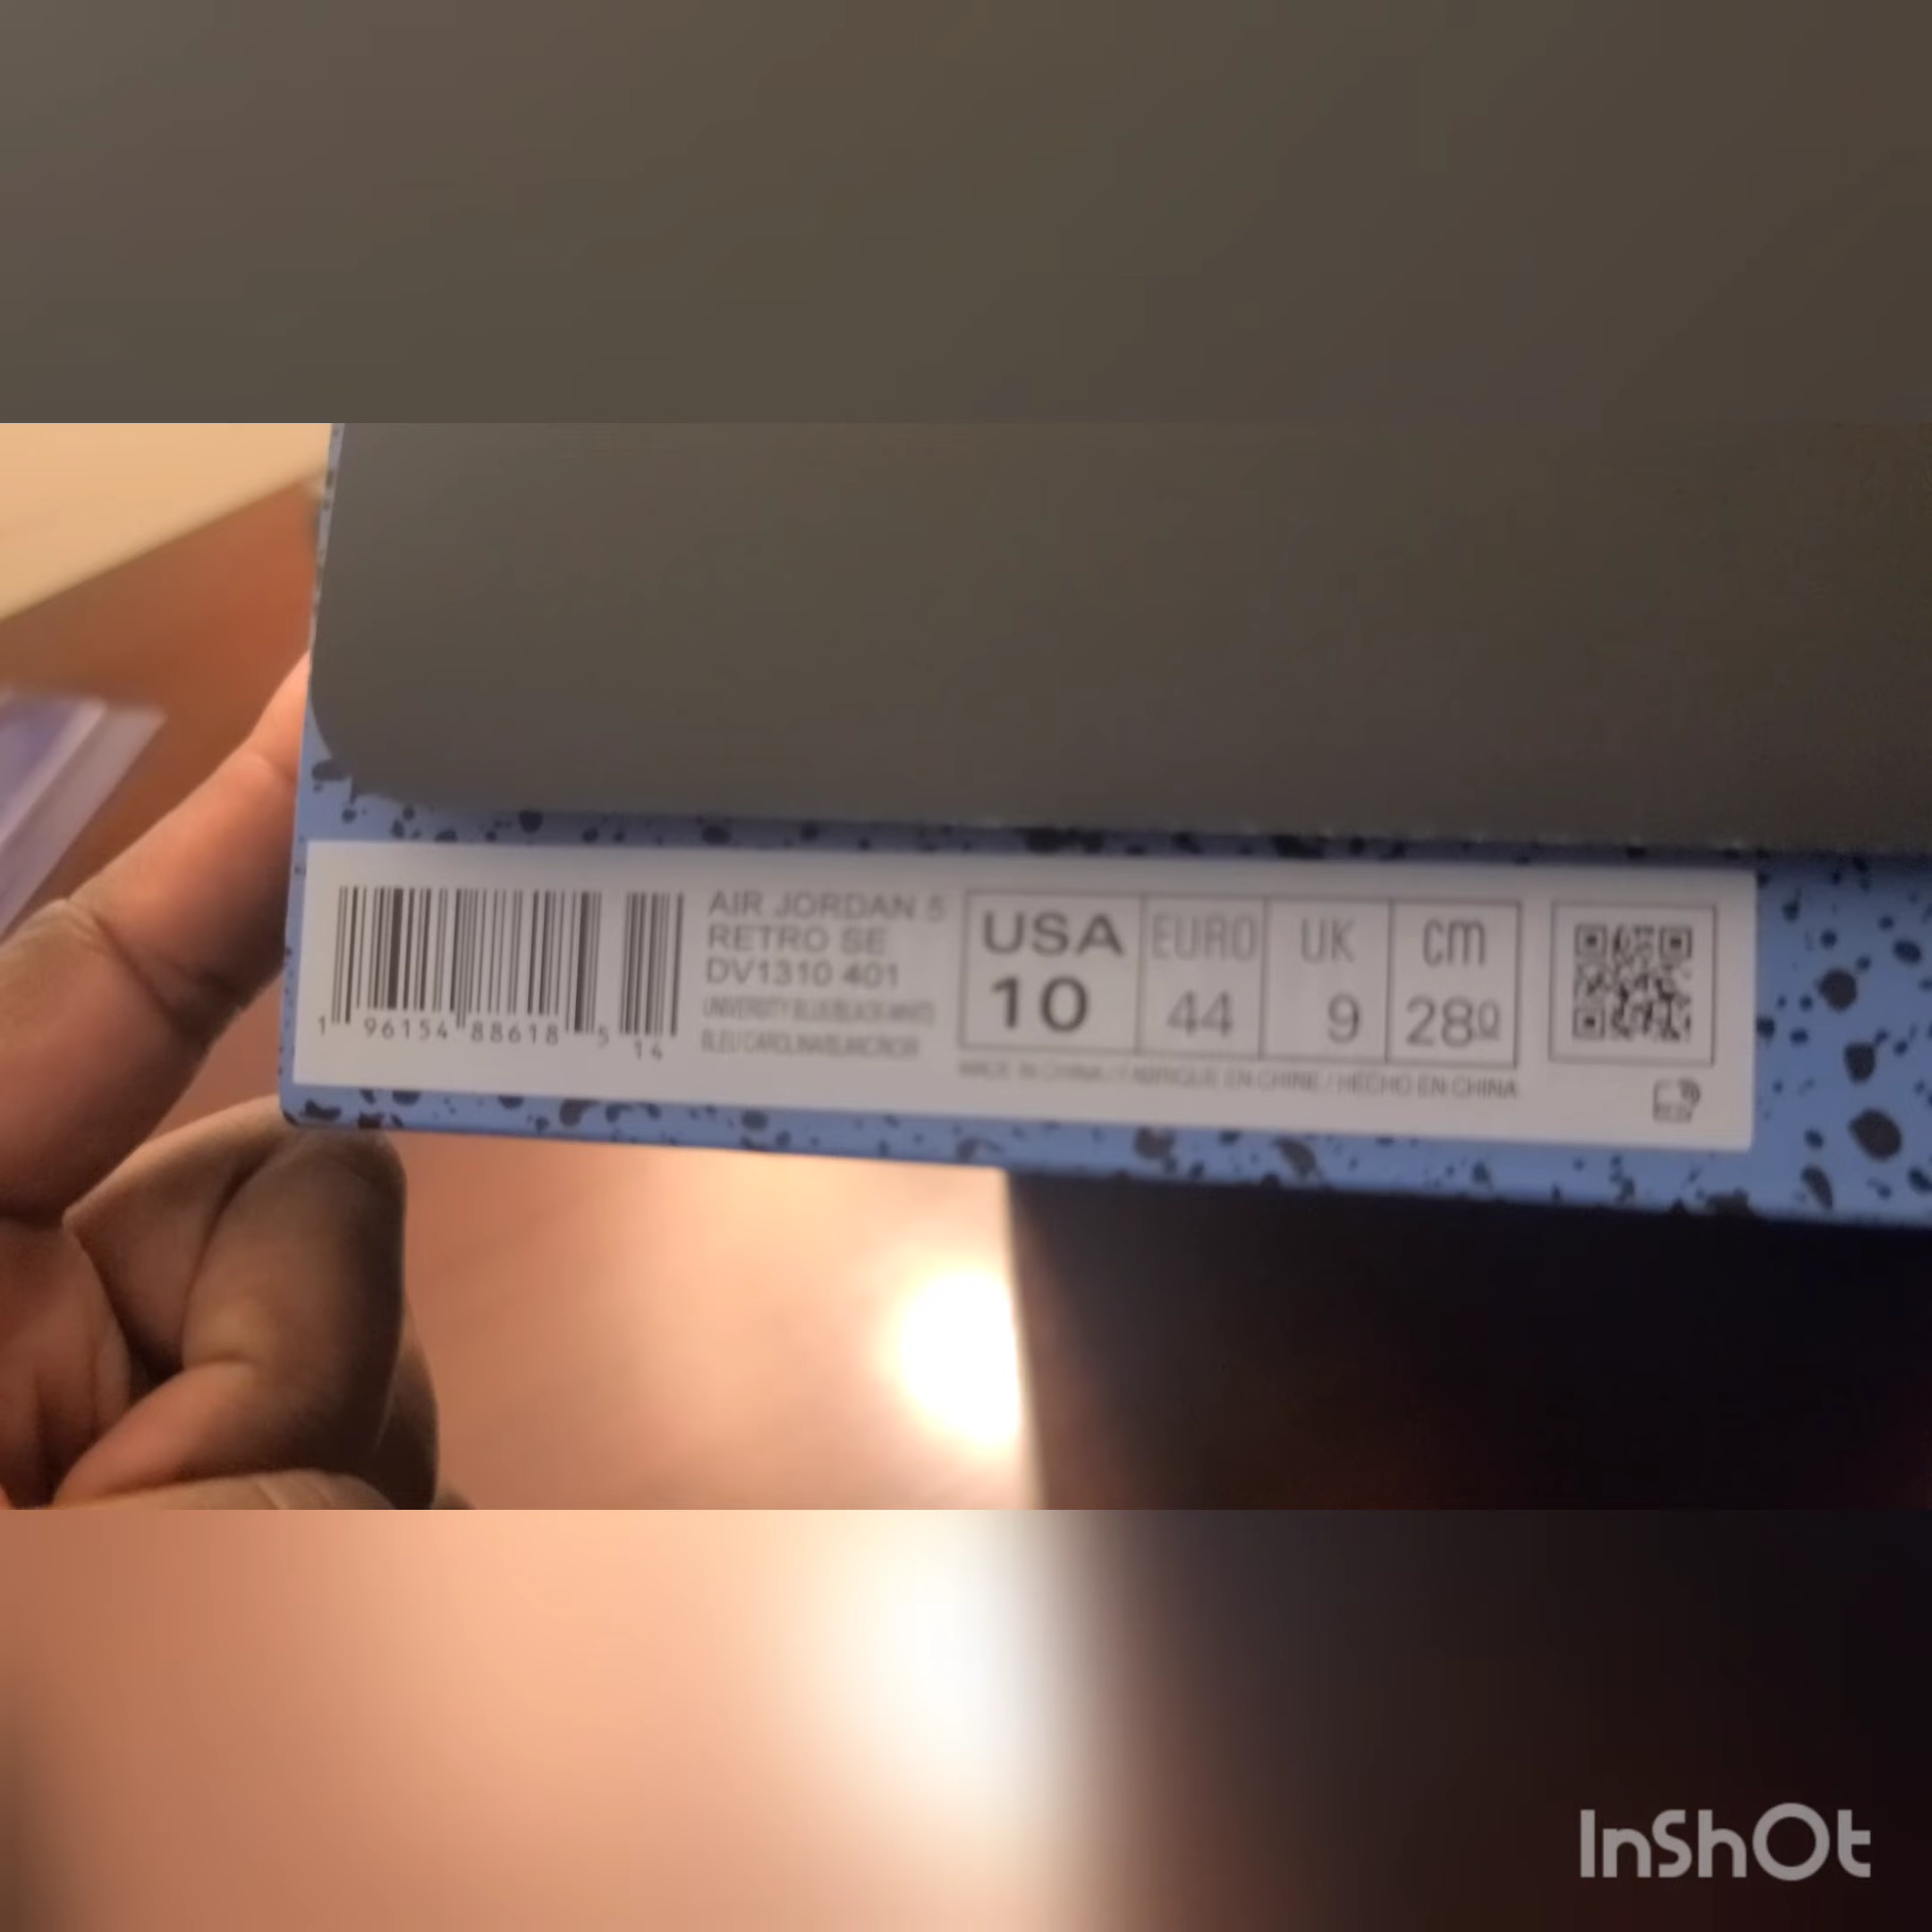 AIR JORDAN 5
RETRO SE
DV1310 401
UNIVERSITY BLUE/BLACK-WHITE
BLEU CAROLINA/BLANC/NOIR
1 96154 88618 5 14
USA EURO UK CM
10 44 9 280
MADE IN CHINA / FABRIQUE EN CHINE / HECHO EN CHINA
InShOt